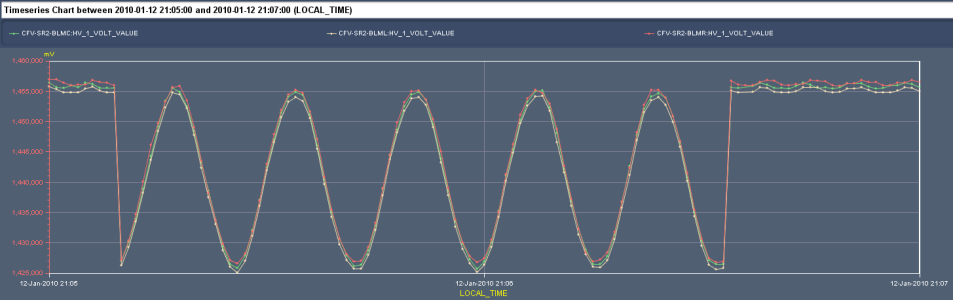 Timeseries Chart between 2010-01-12 21:05:00 and 2010-01-12 21:07:00 (LOCAL_TIME)
CFV-SR2-BLMC:HV_1_VOLT_VALUE CFV-SR2-BLML:HV_1_VOLT_VALUE CFV-SR2-BLMR:HV_1_VOLT_VALUE
mV
1,460,000
1,455,000
1,450,000
1,445,000
1,440,000
1,435,000
1,430,000
1,425,000
12-Jan-2010 21:05 12-Jan-2010 21:06 12-Jan-2010 21:07
LOCAL_TIME